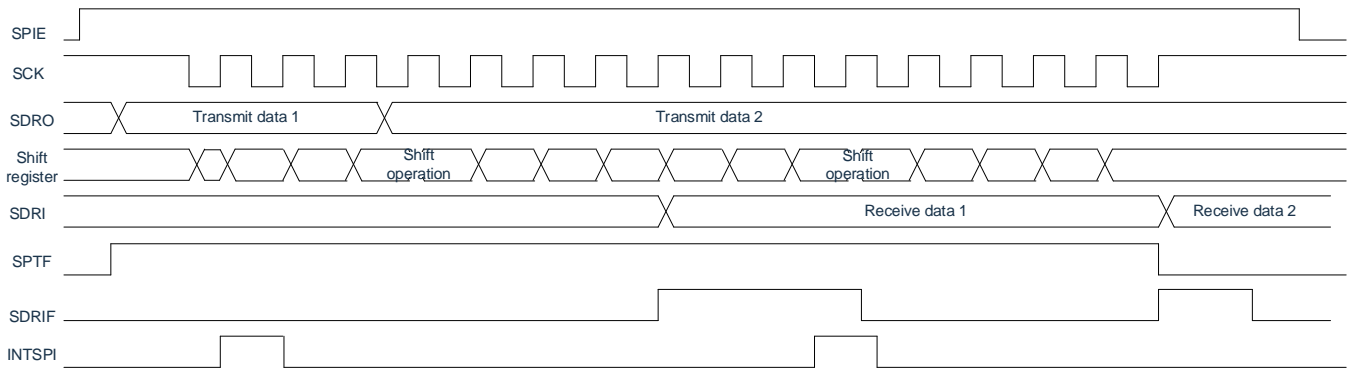 SPIE
SCK
SDRO
Transmit data 1
Transmit data 2
Shift
register
Shift
operation
Shift
operation
SDRI
Receive data 1
Receive data 2
SPTF
SDRIF
INTSPI